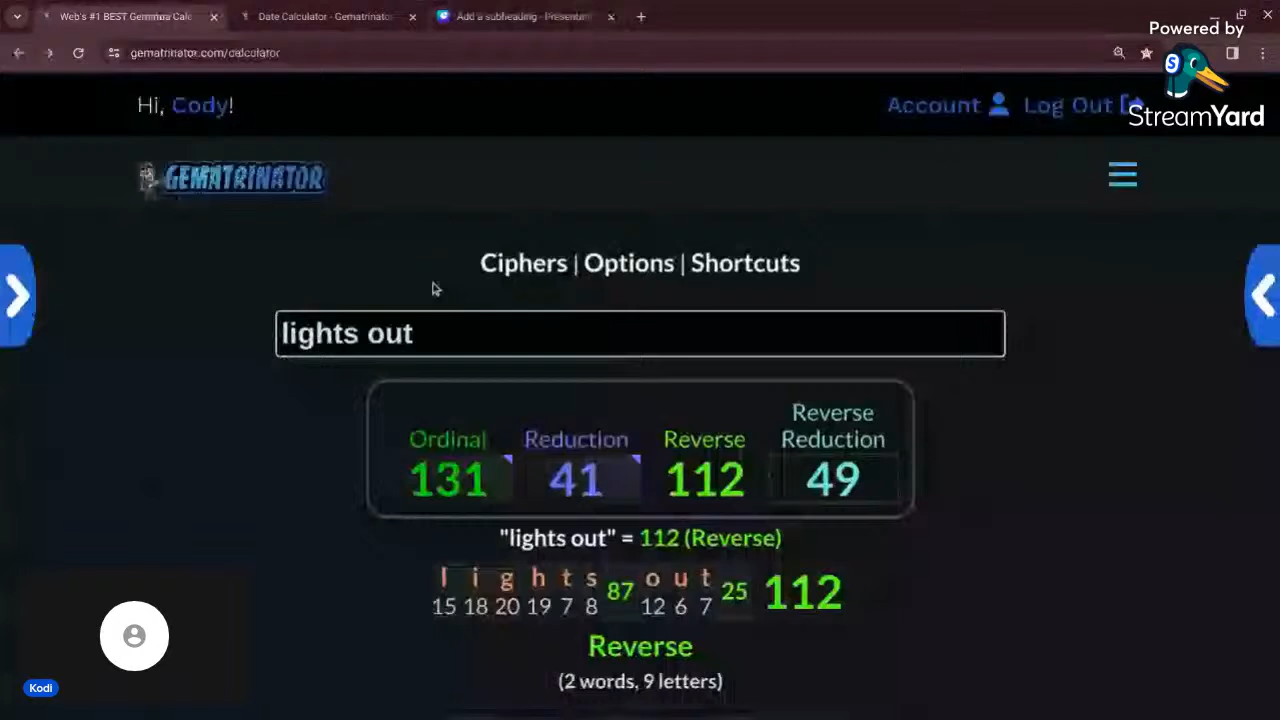 Web's #1 BEST Gematria Calc
Date Calculator - Gematrinator
Add a subheading - Presentati
gematrinator.com/calculator
Powered by
StreamYard
Hi, Cody!
Account
Log Out
GEMATRINATOR
Ciphers | Options | Shortcuts
lights out
Ordinal Reduction Reverse Reverse Reduction
131 41 112 49
"lights out" = 112 (Reverse)
l i g h t s 87 o u t 25 112
15 18 20 19 7 8 12 6 7
Reverse
(2 words, 9 letters)
Kodi